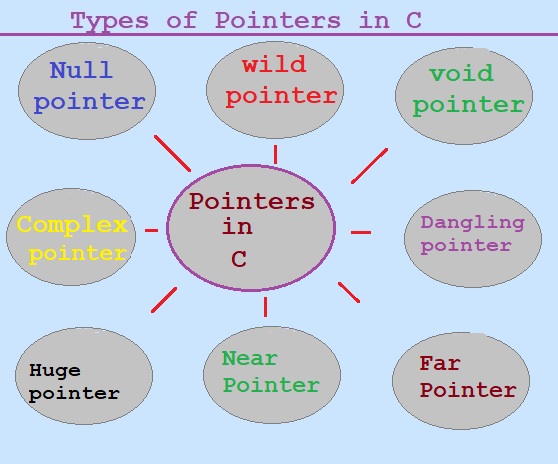 Types of Pointers in C
Null
pointer
wild
pointer
void
pointer
Complex
pointer
Pointers
in
C
Dangling
pointer
Huge
pointer
Near
Pointer
Far
Pointer